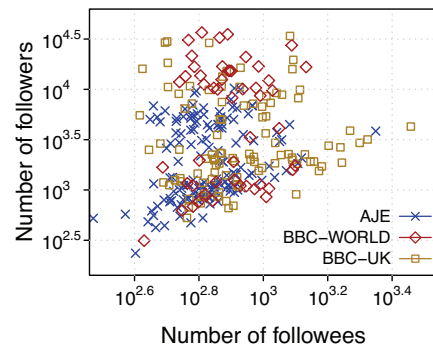 Number of followers
10^4.5
10^4
10^3.5
10^3
10^2.5
AJE
BBC-WORLD
BBC-UK
10^2.6 10^2.8 10^3 10^3.2 10^3.4
Number of followees